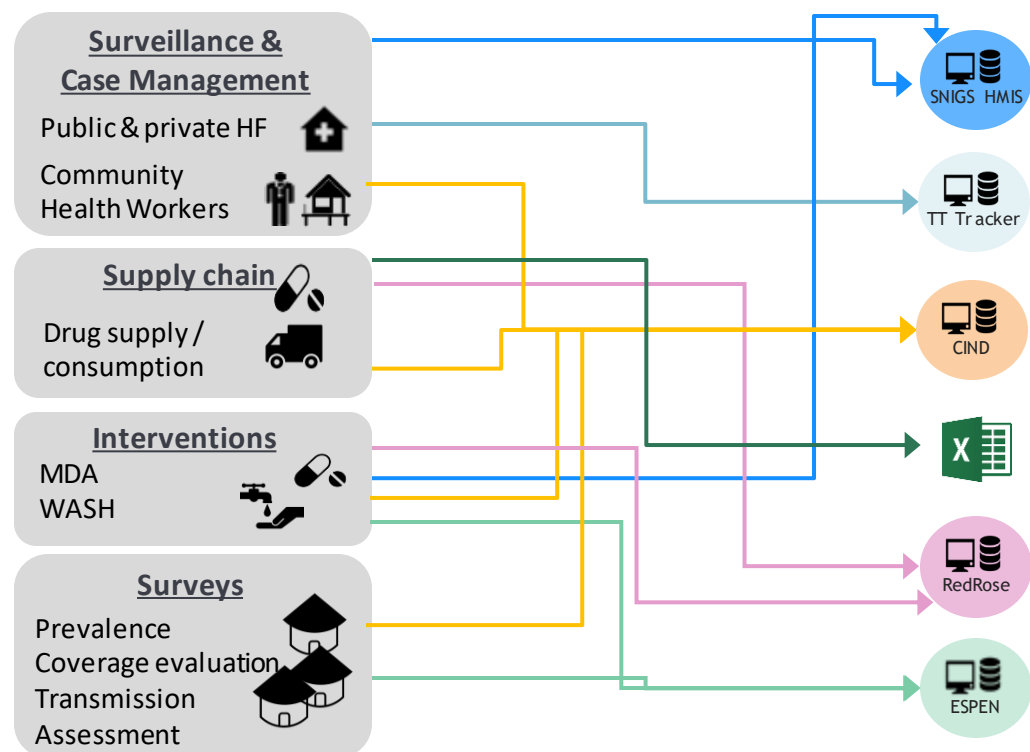 Surveillance &
Case Management
Public & private HF
Community
Health Workers
Supply chain
Drug supply /
consumption
Interventions
MDA
WASH
Surveys
Prevalence
Coverage evaluation
Transmission
Assessment
SNIGS HMIS
TT Tracker
CIND
X
RedRose
ESPEN